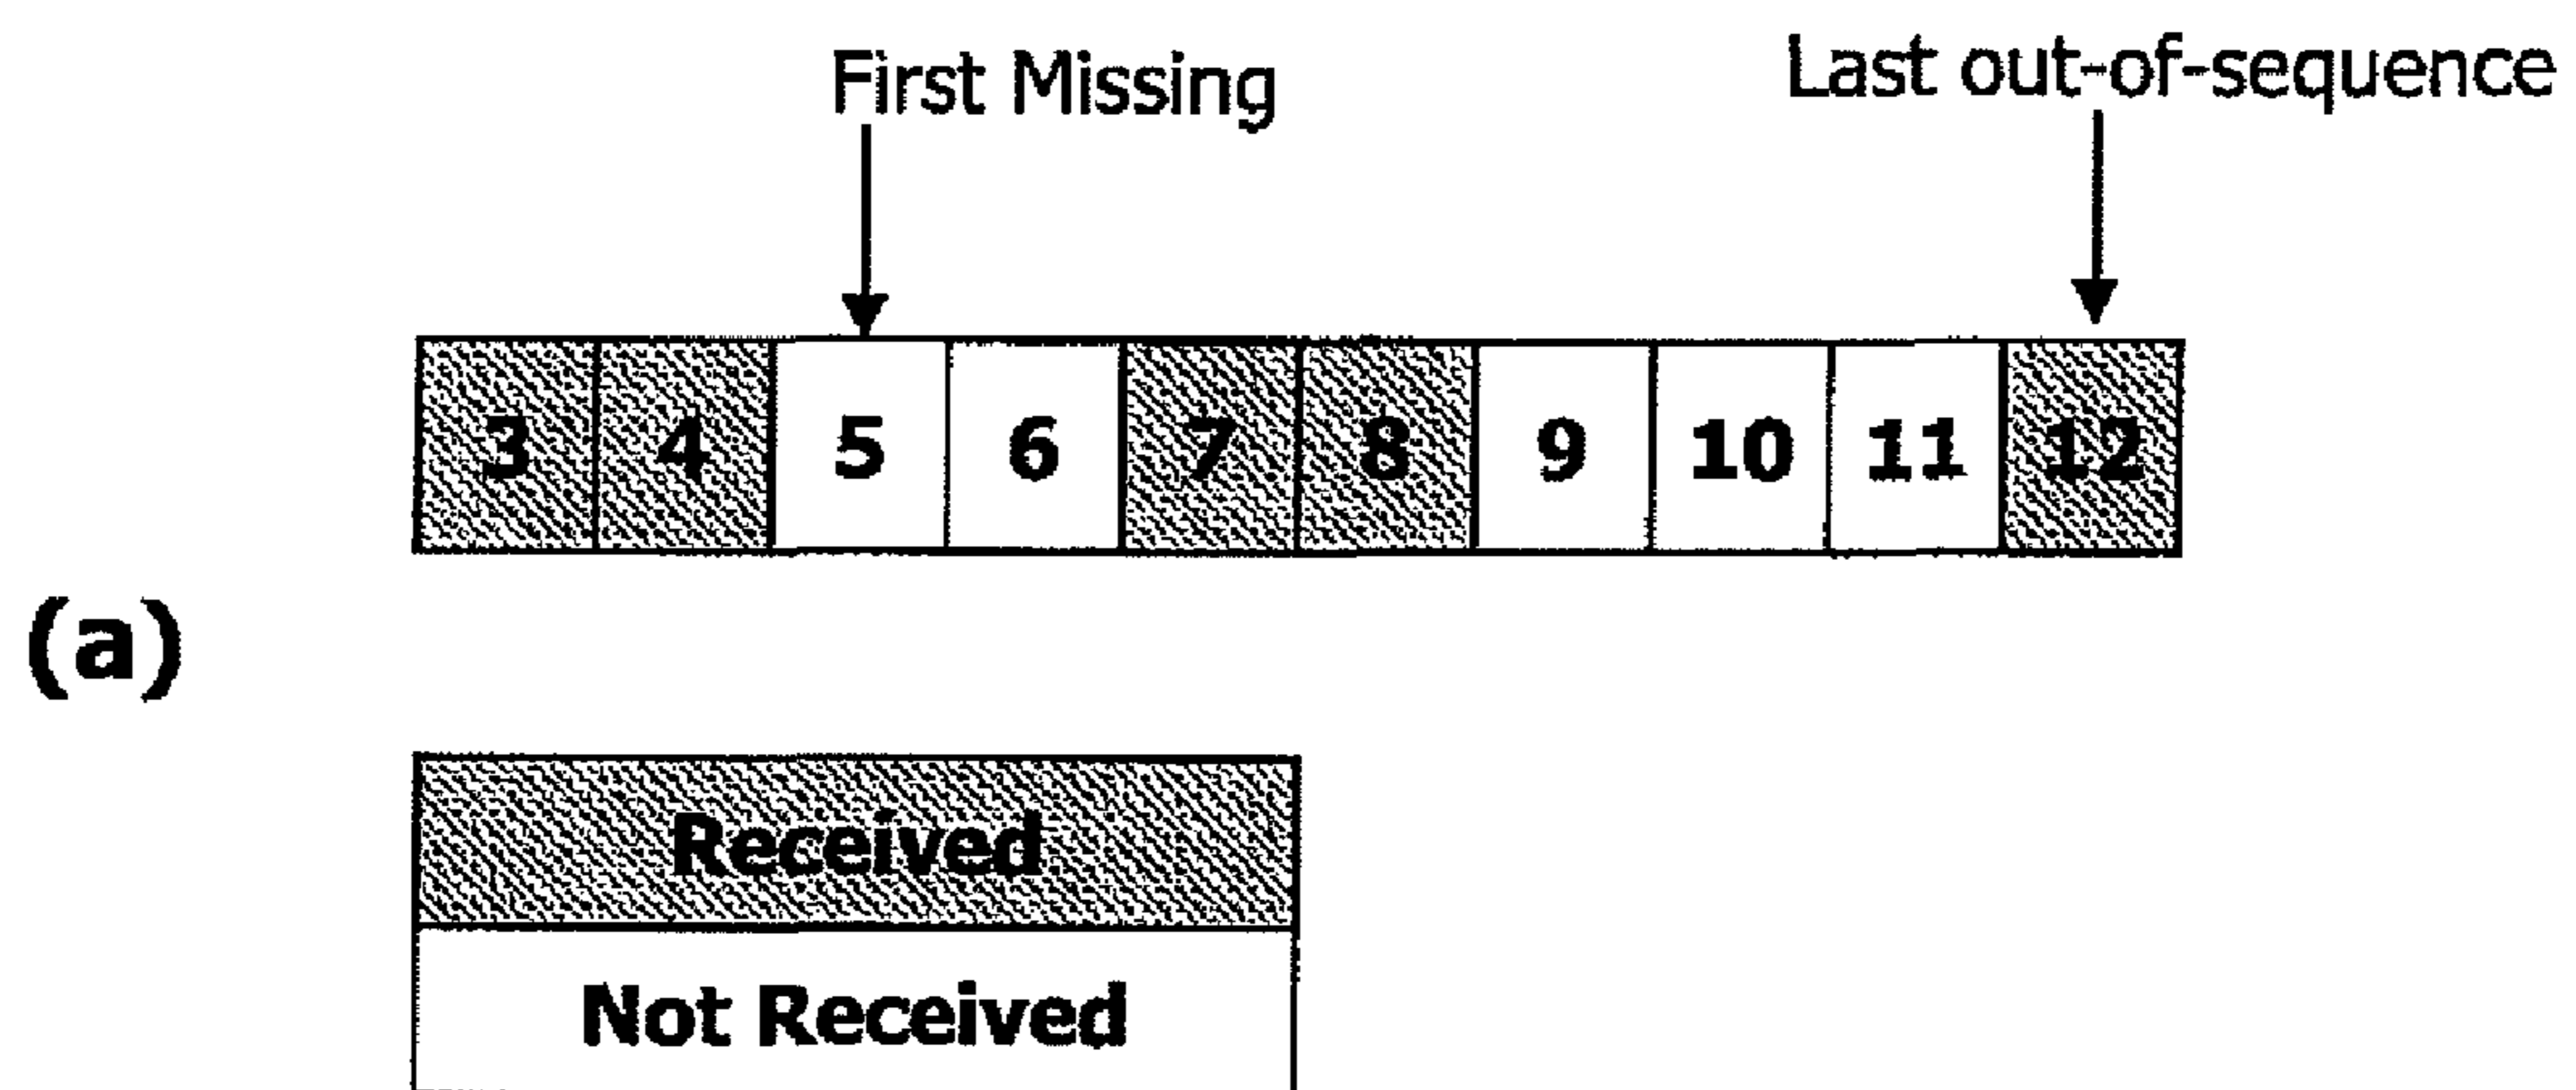 First Missing
Last out-of-sequence
3 4 5 6 7 8 9 10 11 12
(a)
Received
Not Received